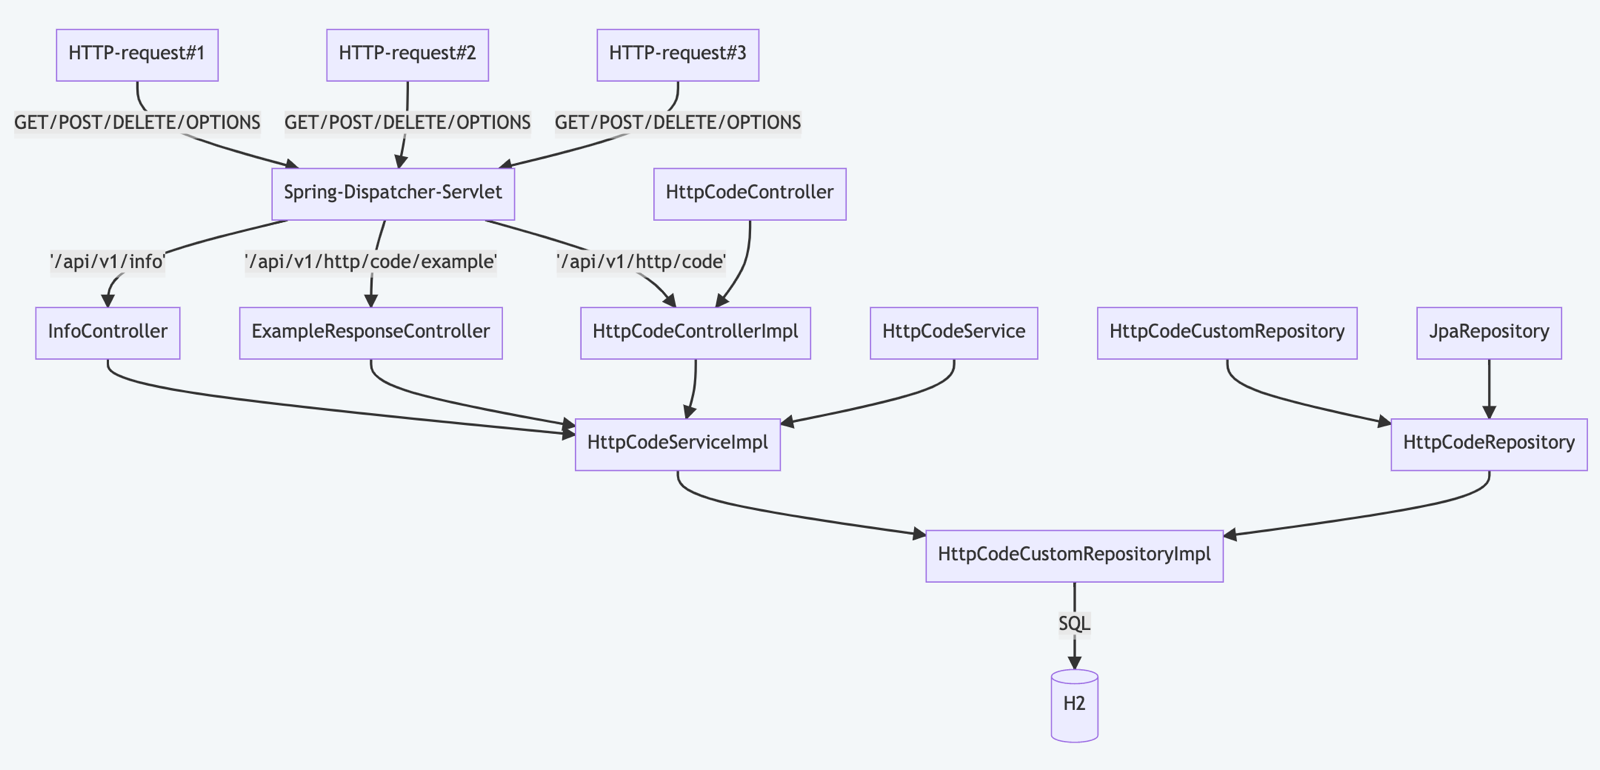 HTTP-request#1
HTTP-request#2
HTTP-request#3
GET/POST/DELETE/OPTIONS
GET/POST/DELETE/OPTIONS
GET/POST/DELETE/OPTIONS
Spring-Dispatcher-Servlet
HttpCodeController
'/api/v1/info'
'/api/v1/http/code/example'
'/api/v1/http/code'
InfoController
ExampleResponseController
HttpCodeControllerImpl
HttpCodeService
HttpCodeCustomRepository
JpaRepository
HttpCodeServiceImpl
HttpCodeRepository
HttpCodeCustomRepositoryImpl
SQL
H2